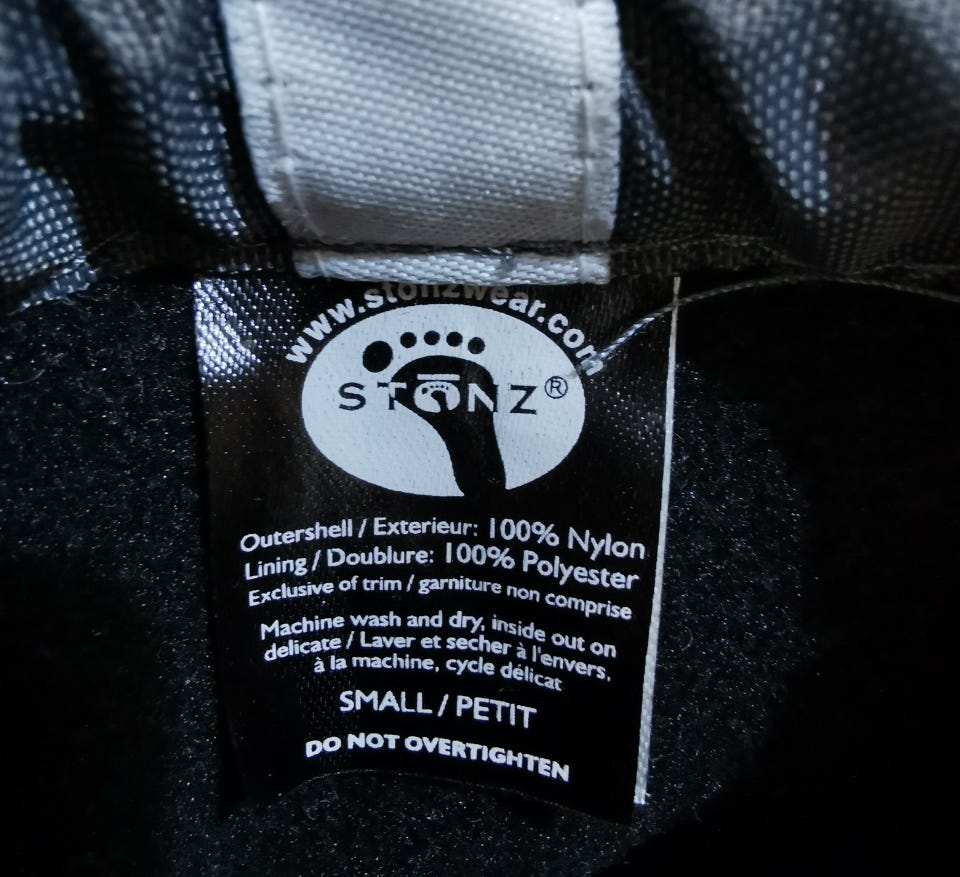 www.stonzwear.com
STŌNZ®
Outershell / Exterieur: 100% Nylon
Lining / Doublure: 100% Polyester
Exclusive of trim / garniture non comprise
Machine wash and dry, inside out on
delicate / Laver et secher à l'envers,
à la machine, cycle délicat
SMALL / PETIT
DO NOT OVERTIGHTEN